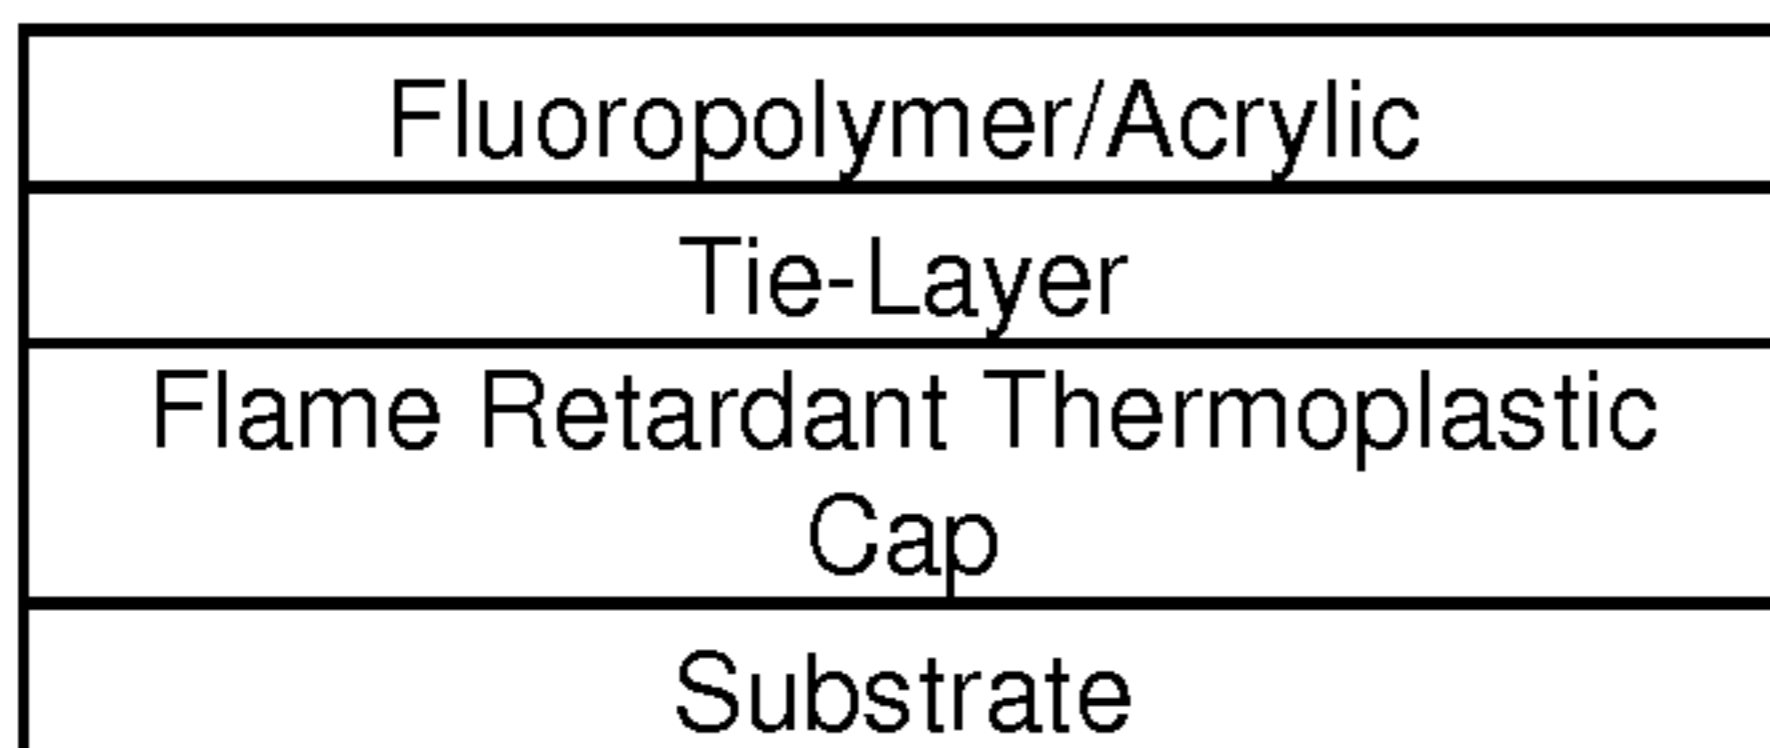 Fluoropolymer/Acrylic
Tie-Layer
Flame Retardant Thermoplastic
Cap
Substrate